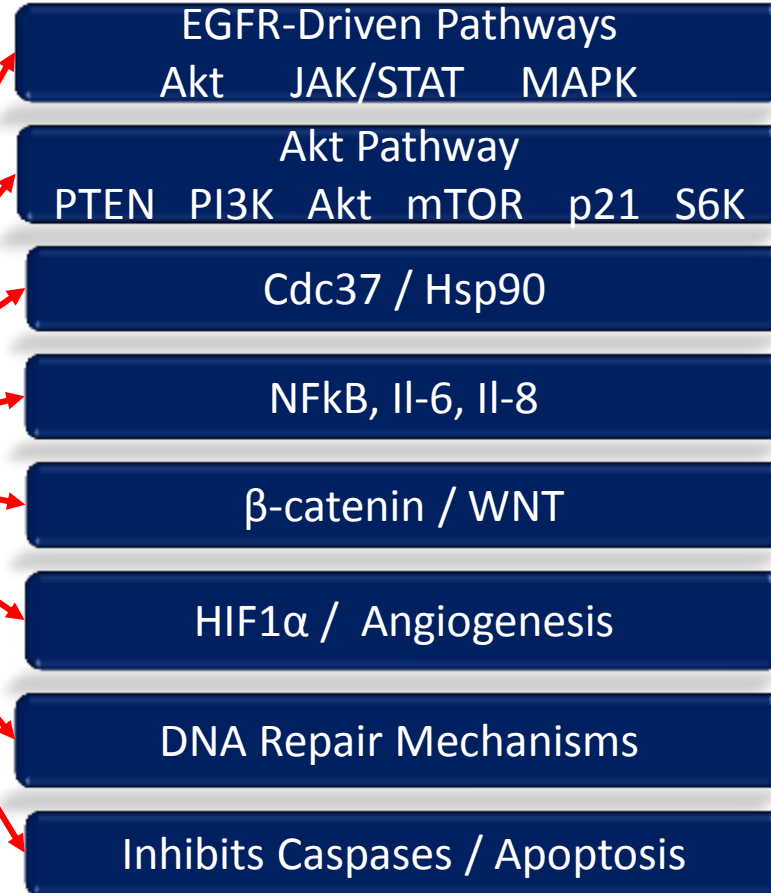 EGFR-Driven Pathways
Akt JAK/STAT MAPK
Akt Pathway
PTEN PI3K Akt mTOR p21 S6K
Cdc37 / Hsp90
NFkB, Il-6, Il-8
β-catenin / WNT
HIF1α / Angiogenesis
DNA Repair Mechanisms
Inhibits Caspases / Apoptosis